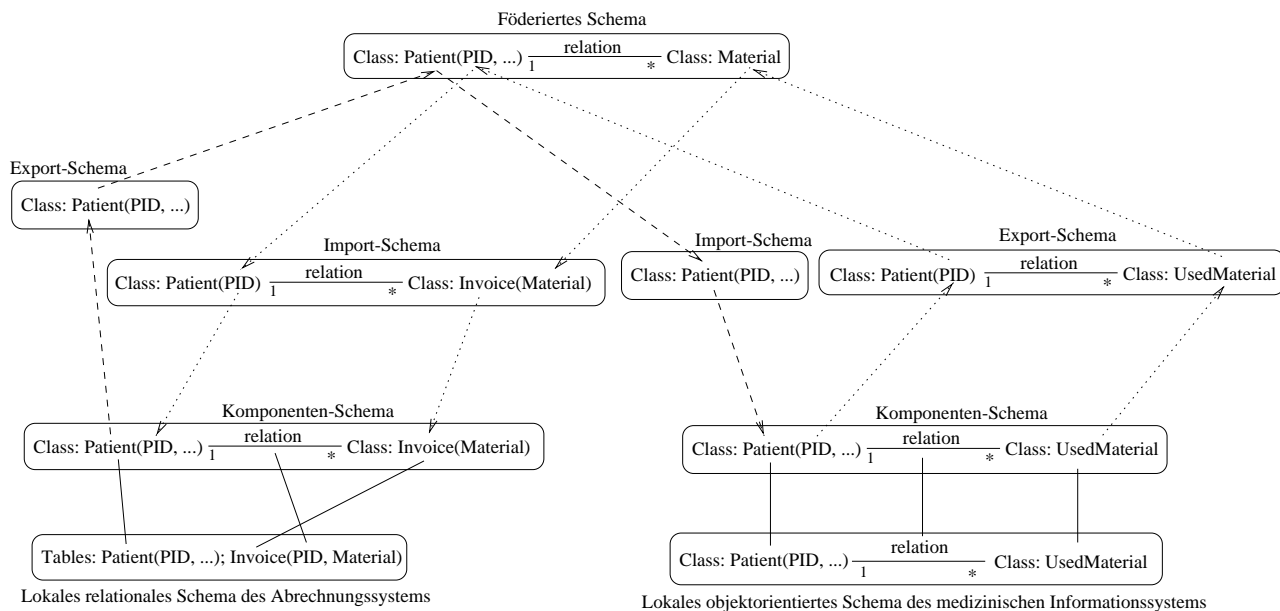 Föderiertes Schema
Class: Patient(PID, ...) relation 1 * Class: Material
Export-Schema
Class: Patient(PID, ...)
Import-Schema
Class: Patient(PID) relation 1 * Class: Invoice(Material)
Import-Schema
Class: Patient(PID, ...)
Export-Schema
Class: Patient(PID) relation 1 * Class: UsedMaterial
Komponenten-Schema
Class: Patient(PID, ...) relation 1 * Class: Invoice(Material)
Komponenten-Schema
Class: Patient(PID, ...) relation 1 * Class: UsedMaterial
Tables: Patient(PID, ...); Invoice(PID, Material)
Lokales relationales Schema des Abrechnungssystems
Class: Patient(PID, ...) relation 1 * Class: UsedMaterial
Lokales objektorientiertes Schema des medizinischen Informationssystems